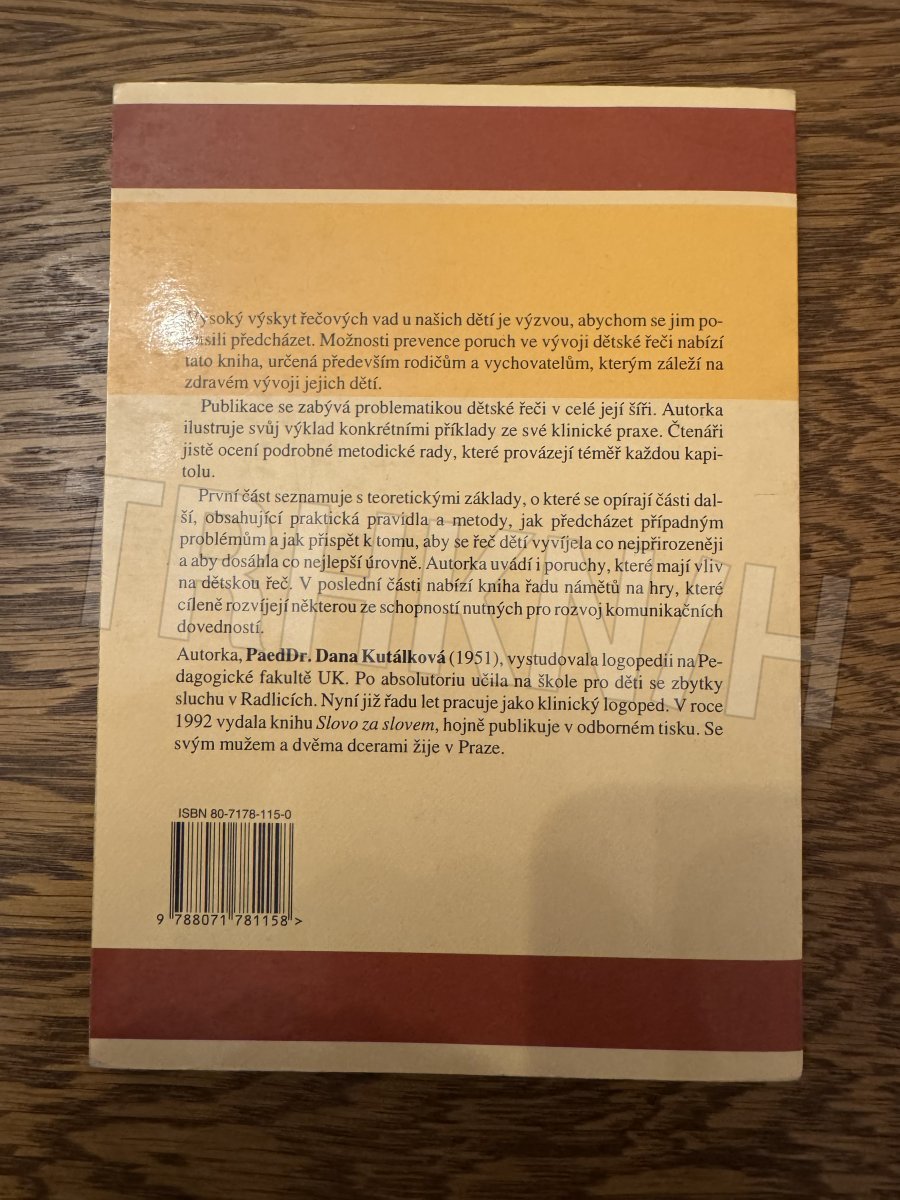 Vysoký výskyt řečových vad u našich dětí je výzvou, abychom se jim po-
kusili předcházet. Možnosti prevence poruch ve vývoji dětské řeči nabízí
tato kniha, určená především rodičům a vychovatelům, kterým záleží na
zdravém vývoji jejich dětí.
Publikace se zabývá problematikou dětské řeči v celé její šíři. Autorka
ilustruje svůj výklad konkrétními příklady ze své klinické praxe. Čtenáři
jistě ocení podrobné metodické rady, které provázejí téměř každou kapi-
tolu.
První část seznamuje s teoretickými základy, o které se opírají části dal-
ší, obsahující praktická pravidla a metody, jak předcházet případným
problémům a jak přispět k tomu, aby se řeč dětí vyvíjela co nejpřirozeněji
a aby dosáhla co nejlepší úrovně. Autorka uvádí i poruchy, které mají vliv
na dětskou řeč. V poslední části nabízí kniha řadu námětů na hry, které
cíleně rozvíjejí některou ze schopností nutných pro rozvoj komunikačních
dovedností.
Autorka, PaedDr. Dana Kutálková (1951), vystudovala logopedii na Pe-
dagogické fakultě UK. Po absolutoriu učila na škole pro děti se zbytky
sluchu v Radlicích. Nyní již řadu let pracuje jako klinický logoped. V roce
1992 vydala knihu Slovo za slovem, hojně publikuje v odborném tisku. Se
svým mužem a dvěma dcerami žije v Praze.
ISBN 80-7178-115-0
9 788071 781158 >
TRHKNIH